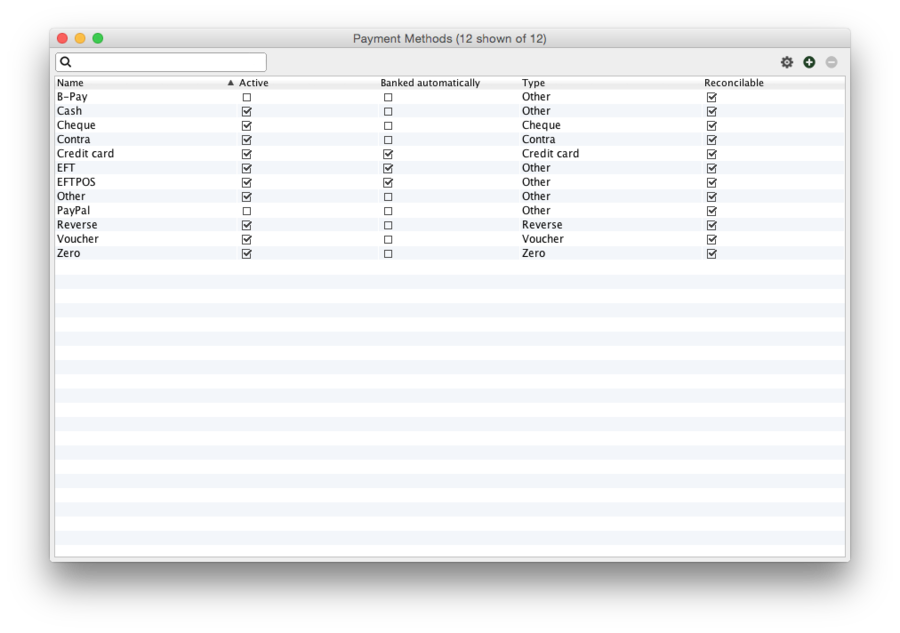 Payment Methods (12 shown of 12)
Name Active Banked automatically Type Reconcilable
B-Pay Other
Cash Other
Cheque Cheque
Contra Contra
Credit card Credit card
EFT Other
EFTPOS Other
Other Other
PayPal Other
Reverse Reverse
Voucher Voucher
Zero Zero